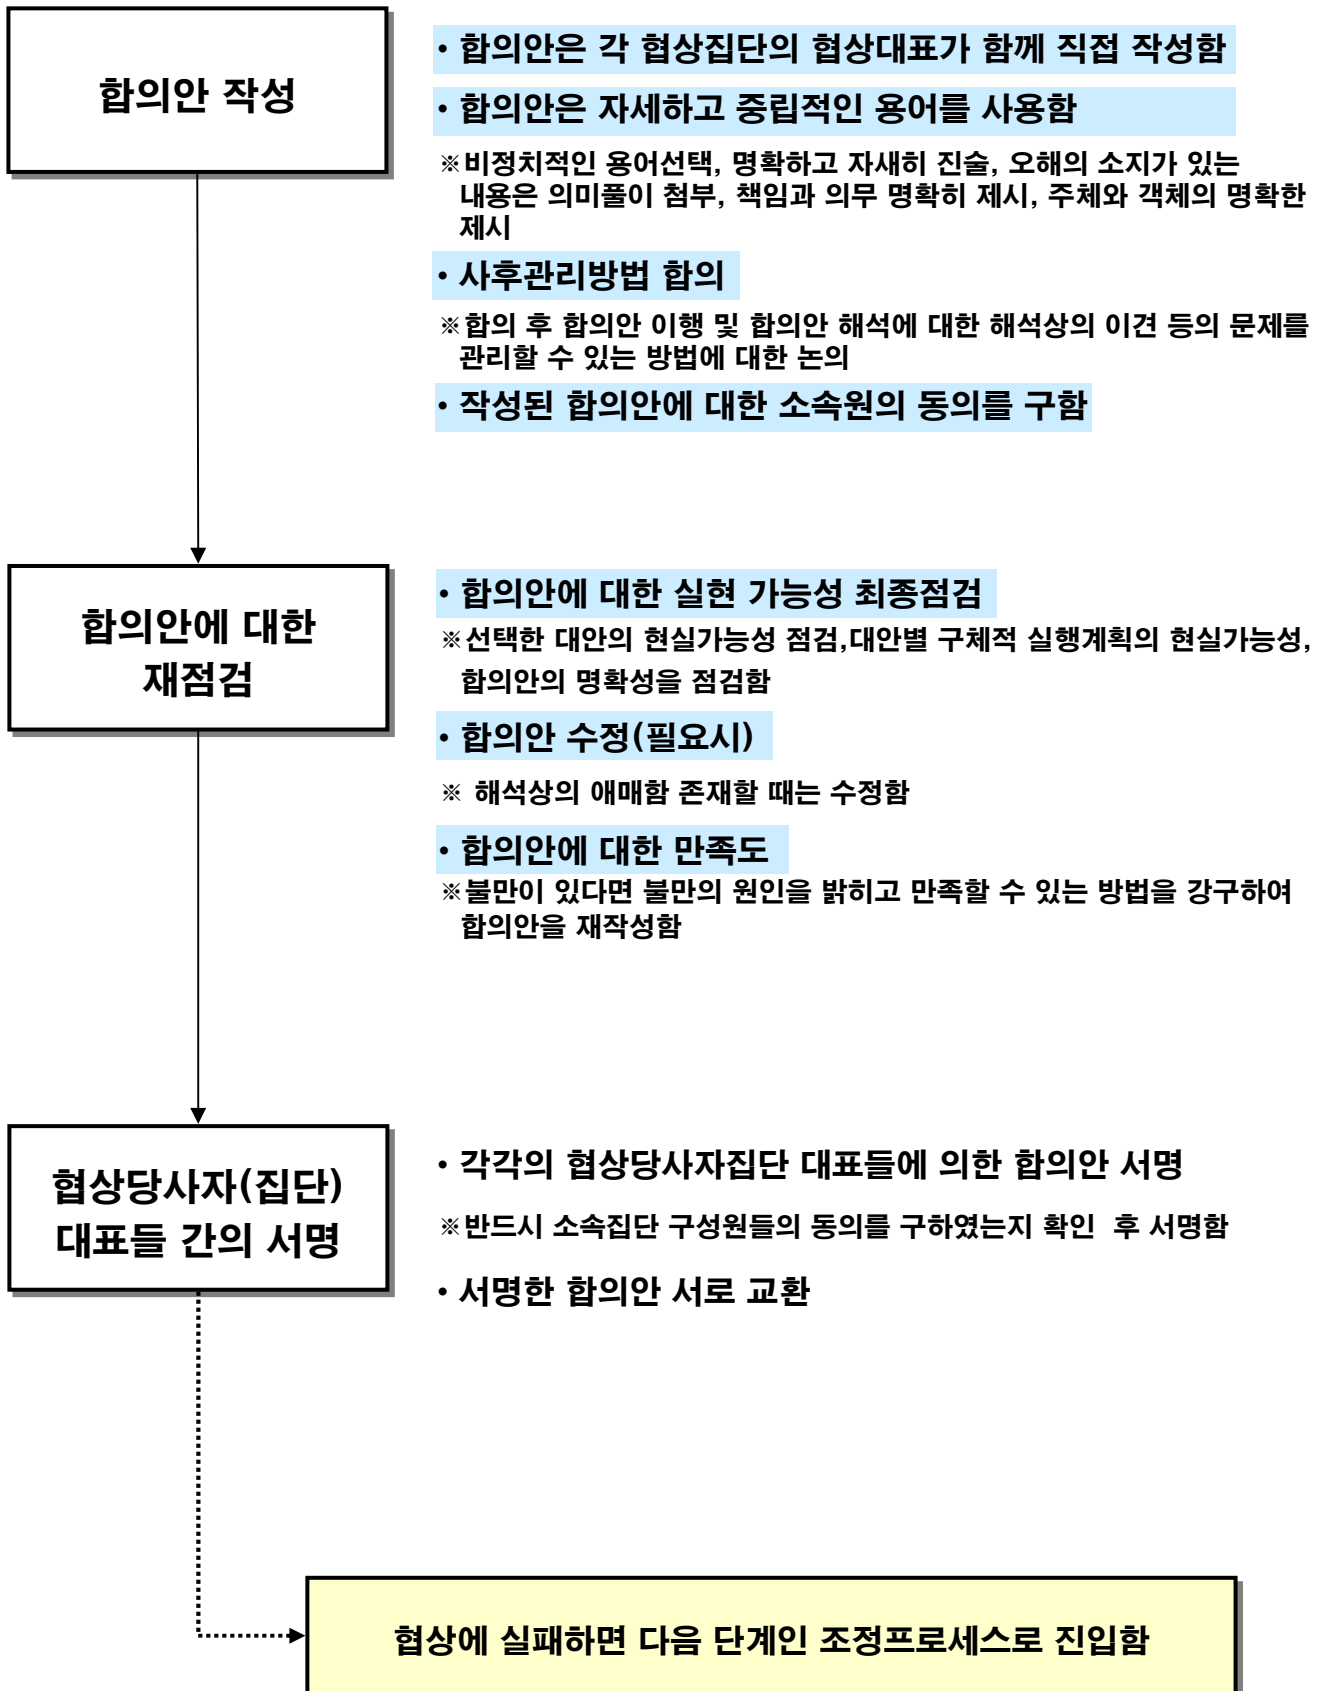 합의안 작성
· 합의안은 각 협상집단의 협상대표가 함께 직접 작성함
· 합의안은 자세하고 중립적인 용어를 사용함
※비정치적인 용어선택, 명확하고 자새히 진술, 오해의 소지가 있는
내용은 의미풀이 첨부, 책임과 의무 명확히 제시, 주체와 객체의 명확한
제시
· 사후관리방법 합의
※합의 후 합의안 이행 및 합의안 해석에 대한 해석상의 이견 등의 문제를
관리할 수 있는 방법에 대한 논의
· 작성된 합의안에 대한 소속원의 동의를 구함
합의안에 대한
재점검
· 합의안에 대한 실현 가능성 최종점검
※선택한 대안의 현실가능성 점검,대안별 구체적 실행계획의 현실가능성,
합의안의 명확성을 점검함
· 합의안 수정(필요시)
※ 해석상의 애매함 존재할 때는 수정함
· 합의안에 대한 만족도
※불만이 있다면 불만의 원인을 밝히고 만족할 수 있는 방법을 강구하여
합의안을 재작성함
협상당사자(집단)
대표들 간의 서명
· 각각의 협상당사자집단 대표들에 의한 합의안 서명
※반드시 소속집단 구성원들의 동의를 구하였는지 확인 후 서명함
· 서명한 합의안 서로 교환
협상에 실패하면 다음 단계인 조정프로세스로 진입함